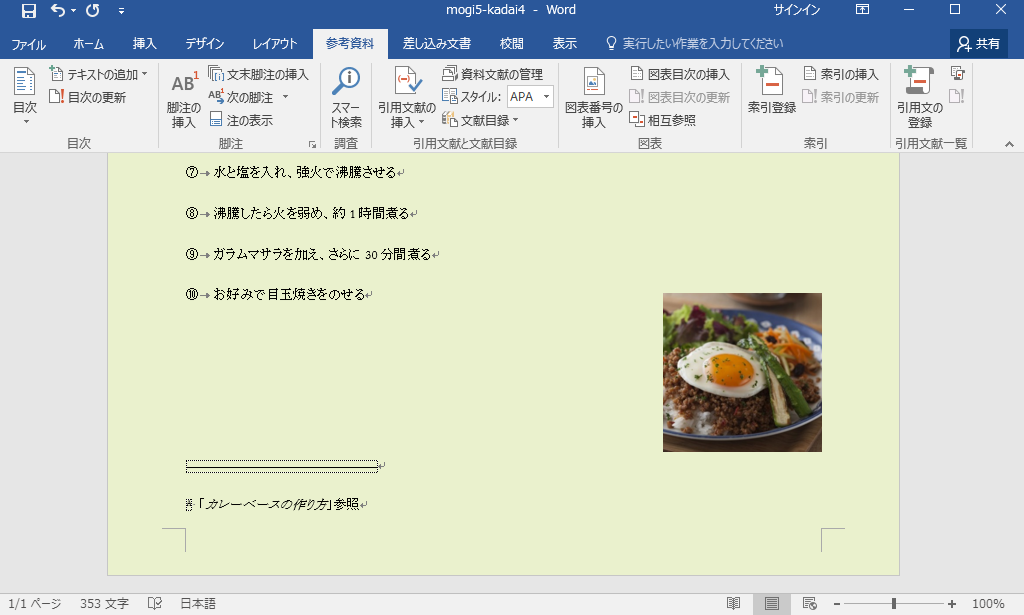 mogi5-kadai4 - Word
サインイン
ファイル
ホーム
挿入
デザイン
レイアウト
参考資料
差し込み文書
校閲
表示
実行したい作業を入力してください
共有
目次
テキストの追加
目次の更新
目次
AB1
脚注の
挿入
文末脚注の挿入
AB1 次の脚注
注の表示
脚注
スマー
ト検索
調査
引用文献の
挿入
資料文献の管理
スタイル: APA
文献目録
引用文献と文献目録
図表番号の
挿入
図表目次の挿入
図表目次の更新
相互参照
図表
索引登録
索引の挿入
索引の更新
索引
引用文の
登録
引用文献一覧
⑦→ 水と塩を入れ、強火で沸騰させる↵
⑧→ 沸騰したら火を弱め、約 1 時間煮る↵
⑨→ ガラムマサラを加え、さらに 30 分間煮る↵
⑩→ お好みで目玉焼きをのせる↵
「カレーベースの作り方」参照↵
1/1 ページ
353 文字
日本語
100%